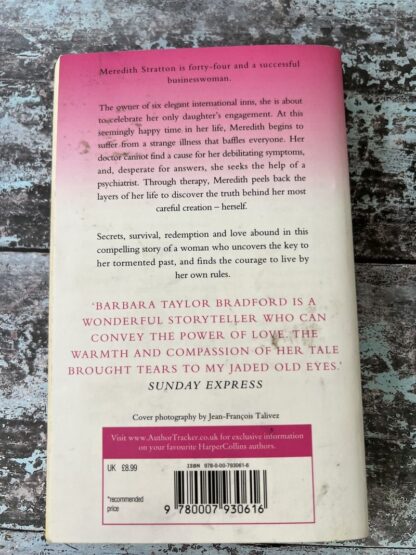 Meredith Stratton is forty-four and a successful
businesswoman.
The owner of six elegant international inns, she is about
to celebrate her only daughter's engagement. At this
seemingly happy time in her life, Meredith begins to
suffer from a strange illness that baffles everyone. Her
doctor cannot find a cause for her debilitating symptoms,
and, desperate for answers, she seeks the help of a
psychiatrist. Through therapy, Meredith peels back the
layers of her life to discover the truth behind her most
careful creation – herself.
Secrets, survival, redemption and love abound in this
compelling story of a woman who uncovers the key to
her tormented past, and finds the courage to live by
her own rules.
'BARBARA TAYLOR BRADFORD IS A
WONDERFUL STORYTELLER WHO CAN
CONVEY THE POWER OF LOVE. THE
WARMTH AND COMPASSION OF HER TALE
BROUGHT TEARS TO MY JADED OLD EYES.'
SUNDAY EXPRESS
Cover photography by Jean-François Talivez
Visit www.AuthorTracker.co.uk for exclusive information
on your favourite HarperCollins authors.
UK £8.99
ISBN 978-0-00-793061-6
*recommended
price
9 780007 930616